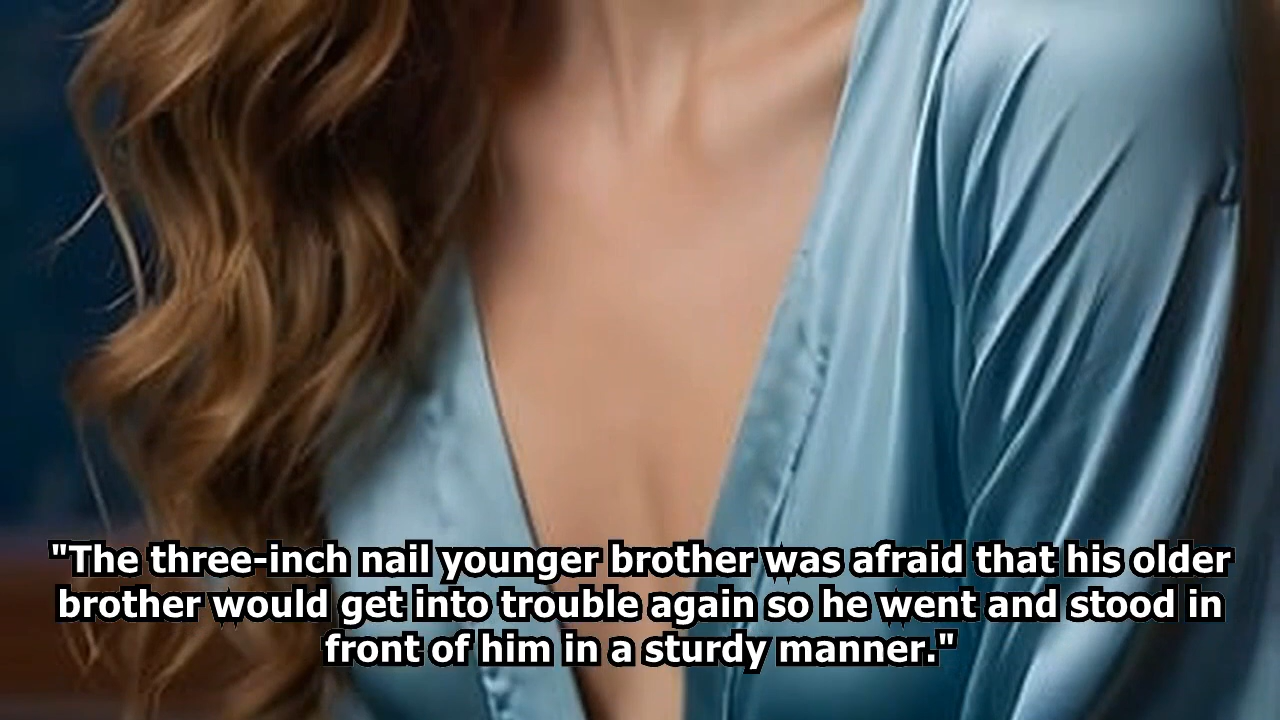 "The three-inch nail younger brother was afraid that his older
brother would get into trouble again so he went and stood in
front of him in a sturdy manner."